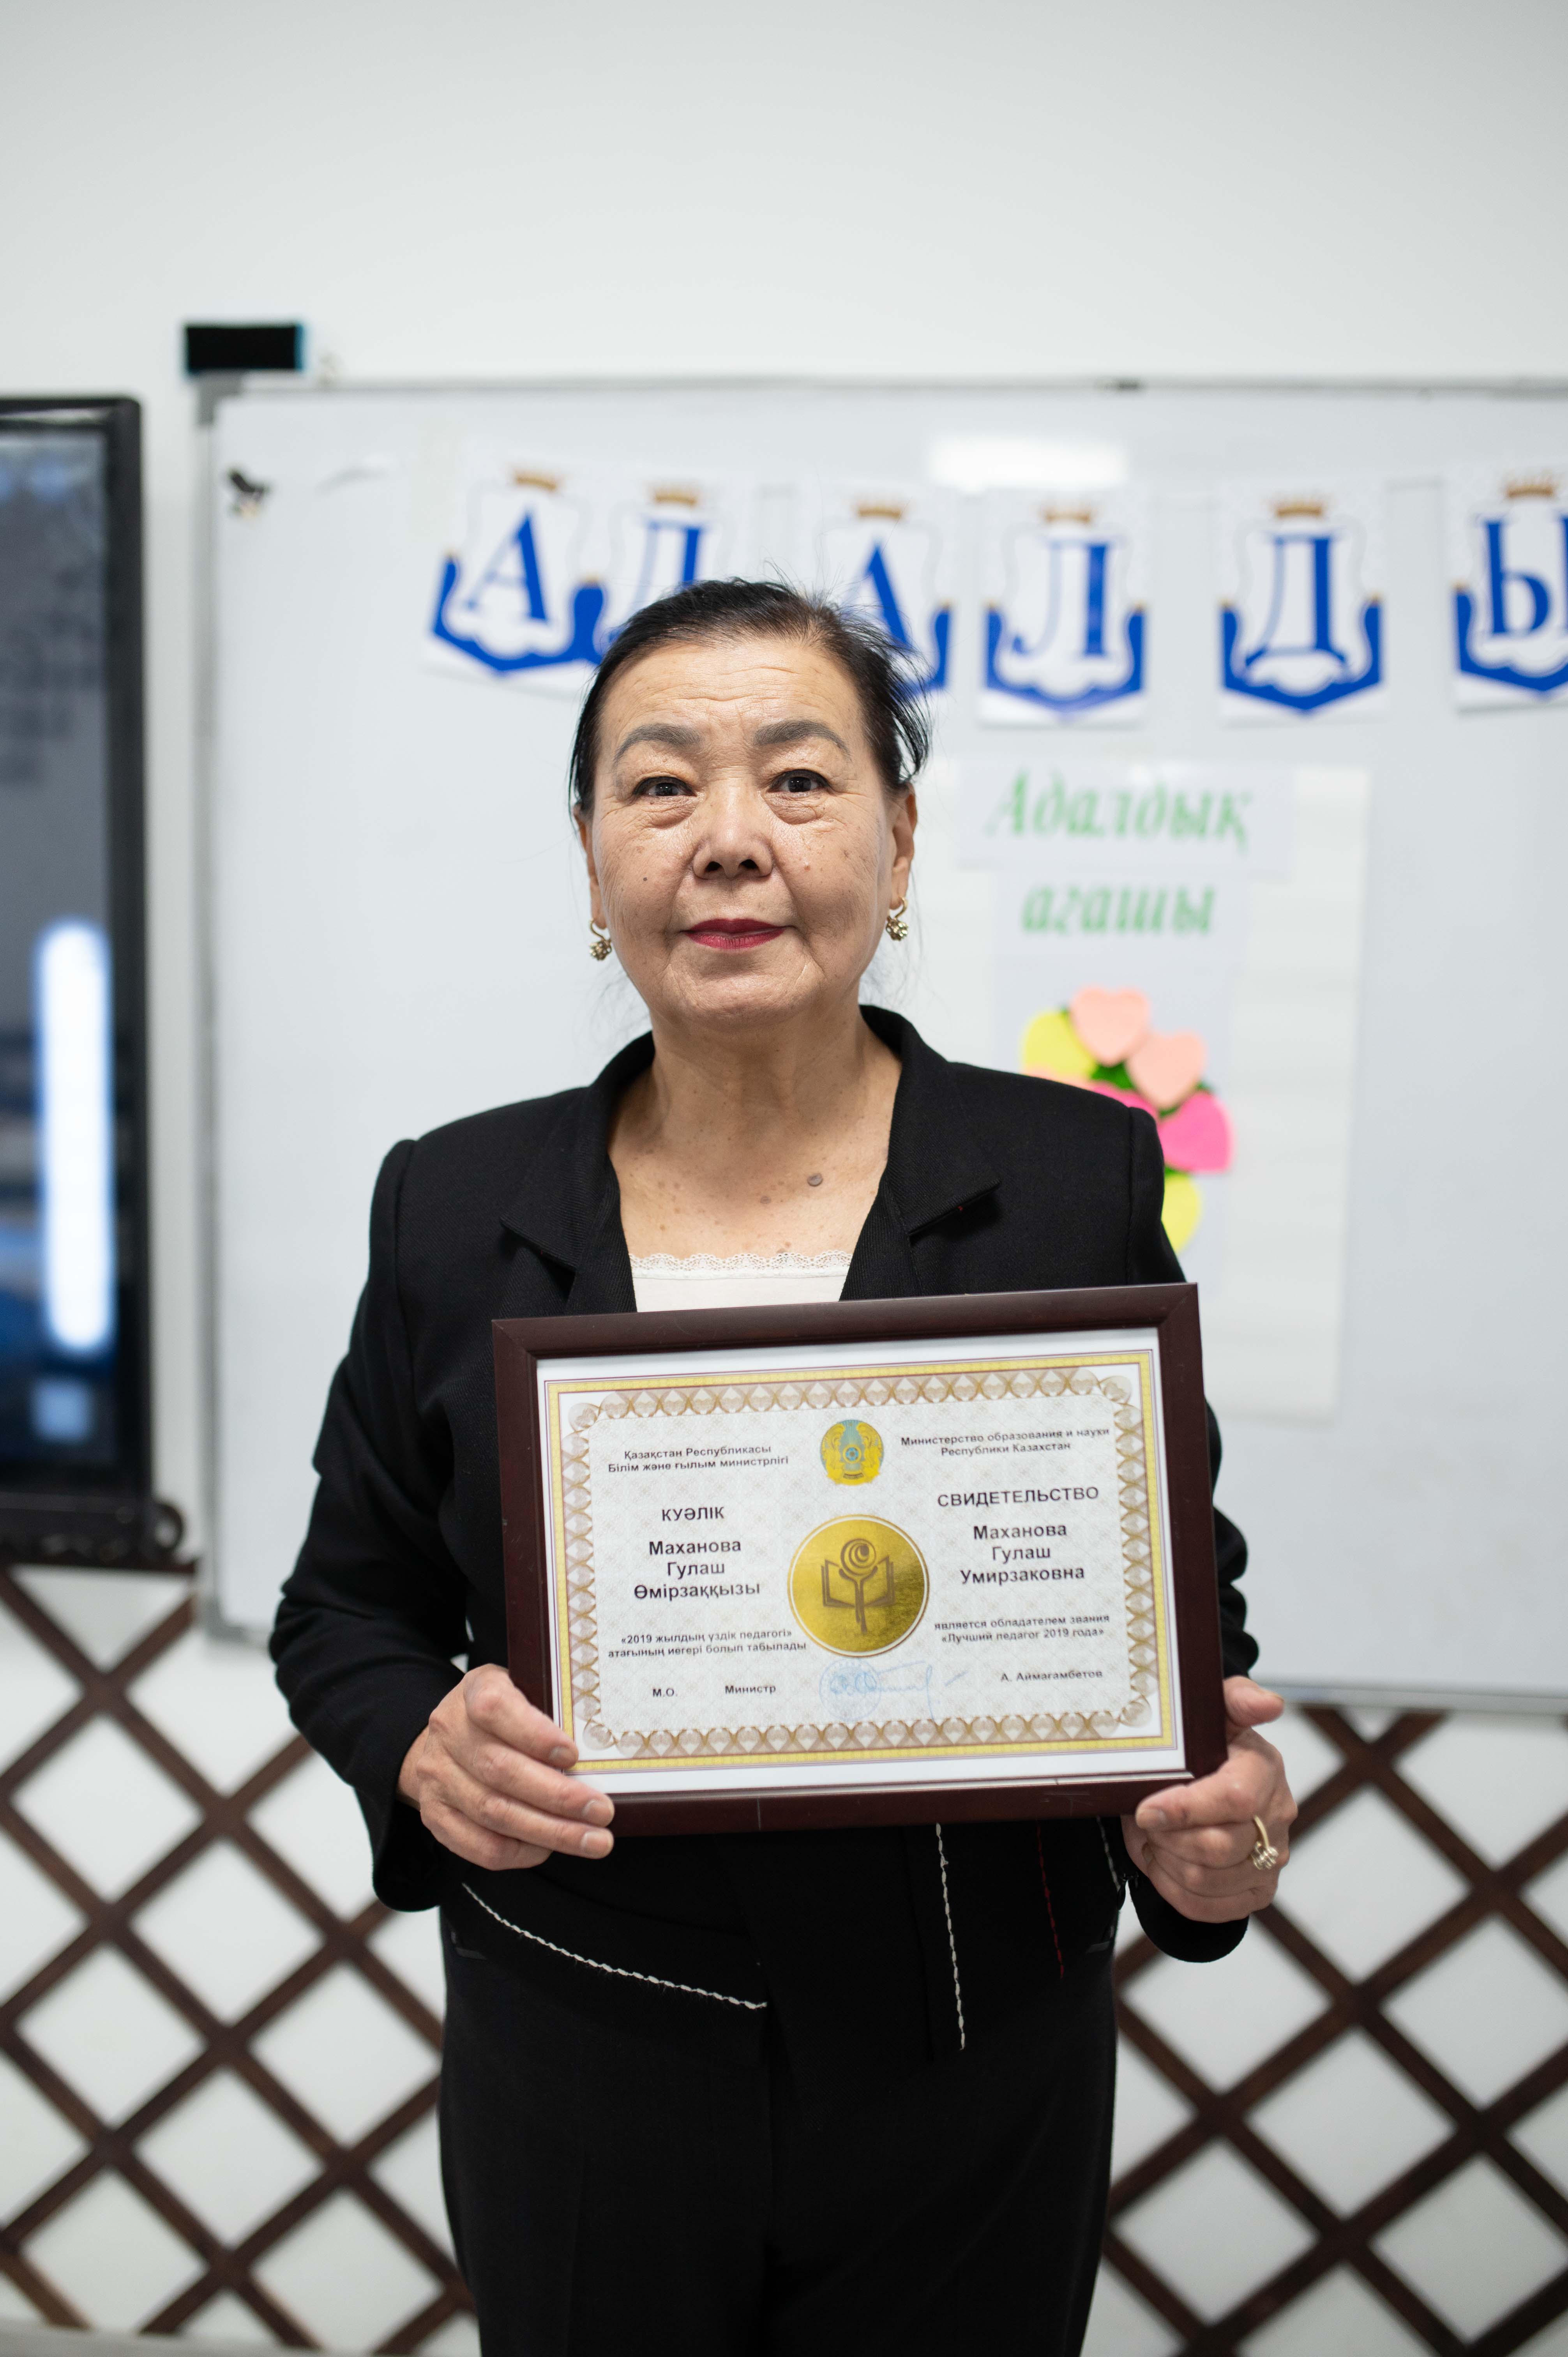 АДАЛДЫ
Адалдық
ағашы
Қазақстан Республикасы
Білім және ғылым министрлігі
КУӘЛІК
Маханова
Гулаш
Өмірзаққызы
«2019 жылдың үздік педагогі»
атағының иегері болып табылады
М.О. Министр
Министерство образования и науки
Республики Казахстан
СВИДЕТЕЛЬСТВО
Маханова
Гулаш
Умирзаковна
является обладателем звания
«Лучший педагог 2019 года»
А. Аймагамбетов